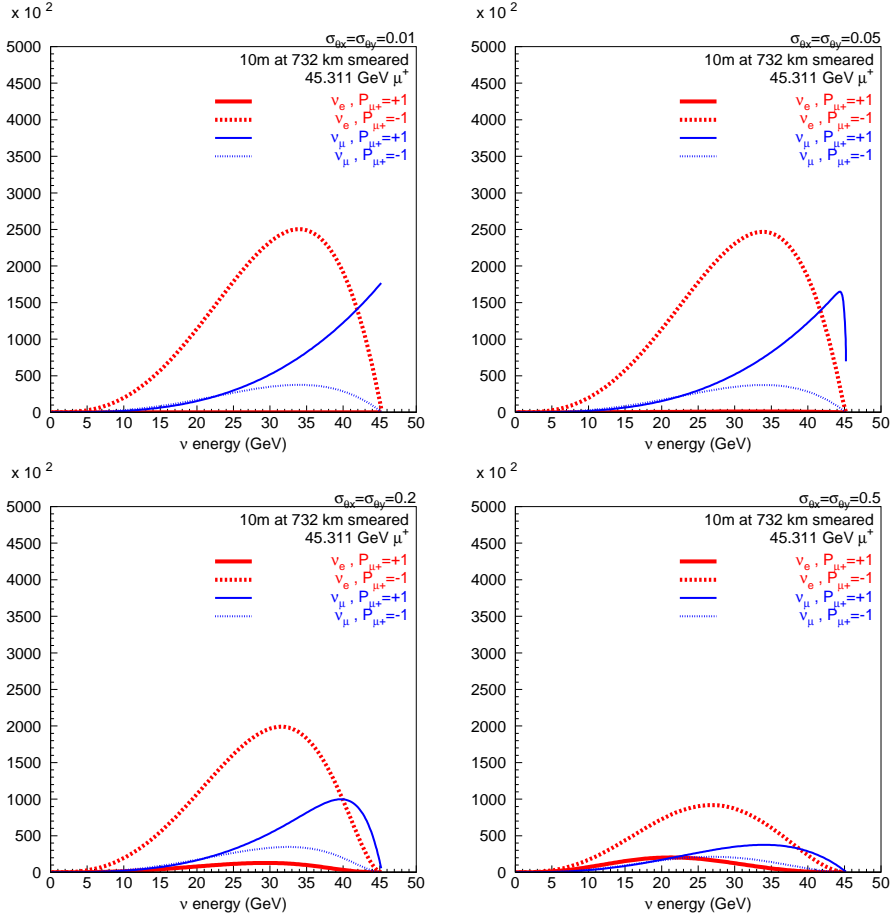 x 10 2
σθx=σθy=0.01
10m at 732 km smeared
45.311 GeV μ+
νe , Pμ+=+1
νe , Pμ+=-1
νμ , Pμ+=+1
νμ , Pμ+=-1
5000
4500
4000
3500
3000
2500
2000
1500
1000
500
0
0 5 10 15 20 25 30 35 40 45 50
ν energy (GeV)
x 10 2
σθx=σθy=0.05
10m at 732 km smeared
45.311 GeV μ+
νe , Pμ+=+1
νe , Pμ+=-1
νμ , Pμ+=+1
νμ , Pμ+=-1
5000
4500
4000
3500
3000
2500
2000
1500
1000
500
0
0 5 10 15 20 25 30 35 40 45 50
ν energy (GeV)
x 10 2
σθx=σθy=0.2
10m at 732 km smeared
45.311 GeV μ+
νe , Pμ+=+1
νe , Pμ+=-1
νμ , Pμ+=+1
νμ , Pμ+=-1
5000
4500
4000
3500
3000
2500
2000
1500
1000
500
0
0 5 10 15 20 25 30 35 40 45 50
ν energy (GeV)
x 10 2
σθx=σθy=0.5
10m at 732 km smeared
45.311 GeV μ+
νe , Pμ+=+1
νe , Pμ+=-1
νμ , Pμ+=+1
νμ , Pμ+=-1
5000
4500
4000
3500
3000
2500
2000
1500
1000
500
0
0 5 10 15 20 25 30 35 40 45 50
ν energy (GeV)